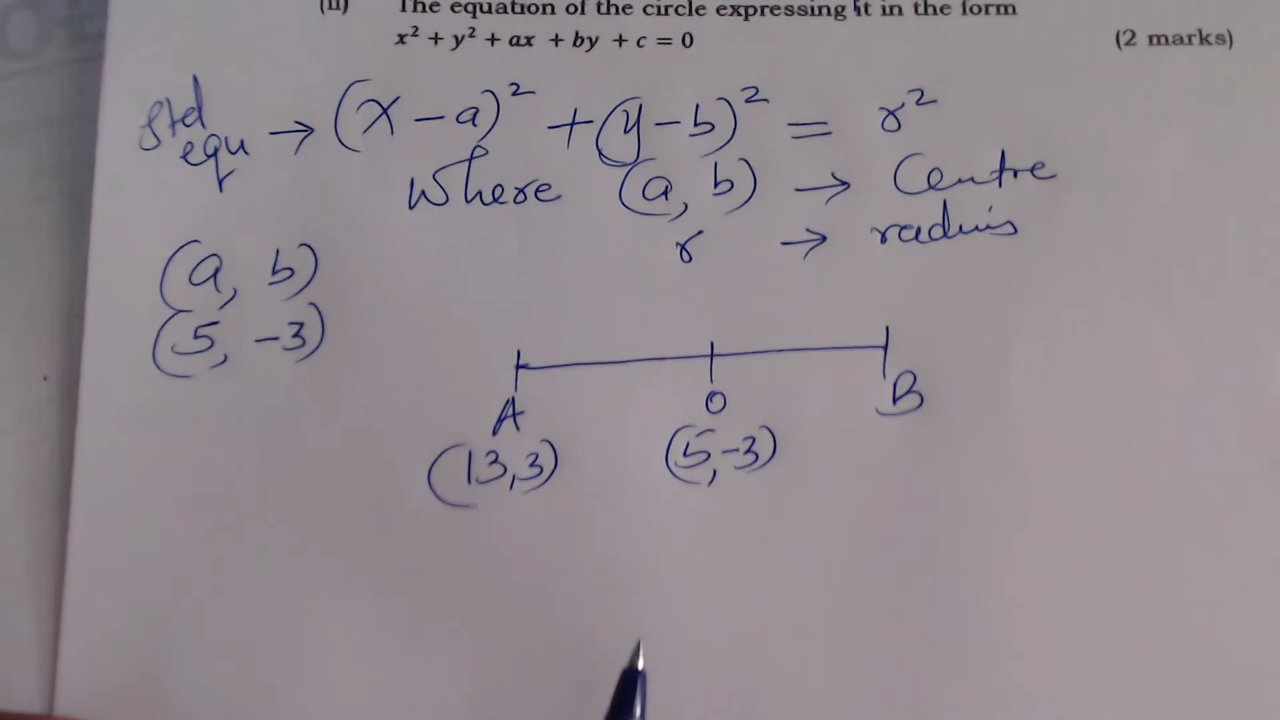 (ii) The equation of the circle expressing it in the form
x² + y² + ax + by + c = 0 (2 marks)
Std equ → (x - a)² + (y - b)² = r²
Where (a, b) → Centre
r → radius
(a, b)
(5, -3)
A O B
(13,3) (5,-3)